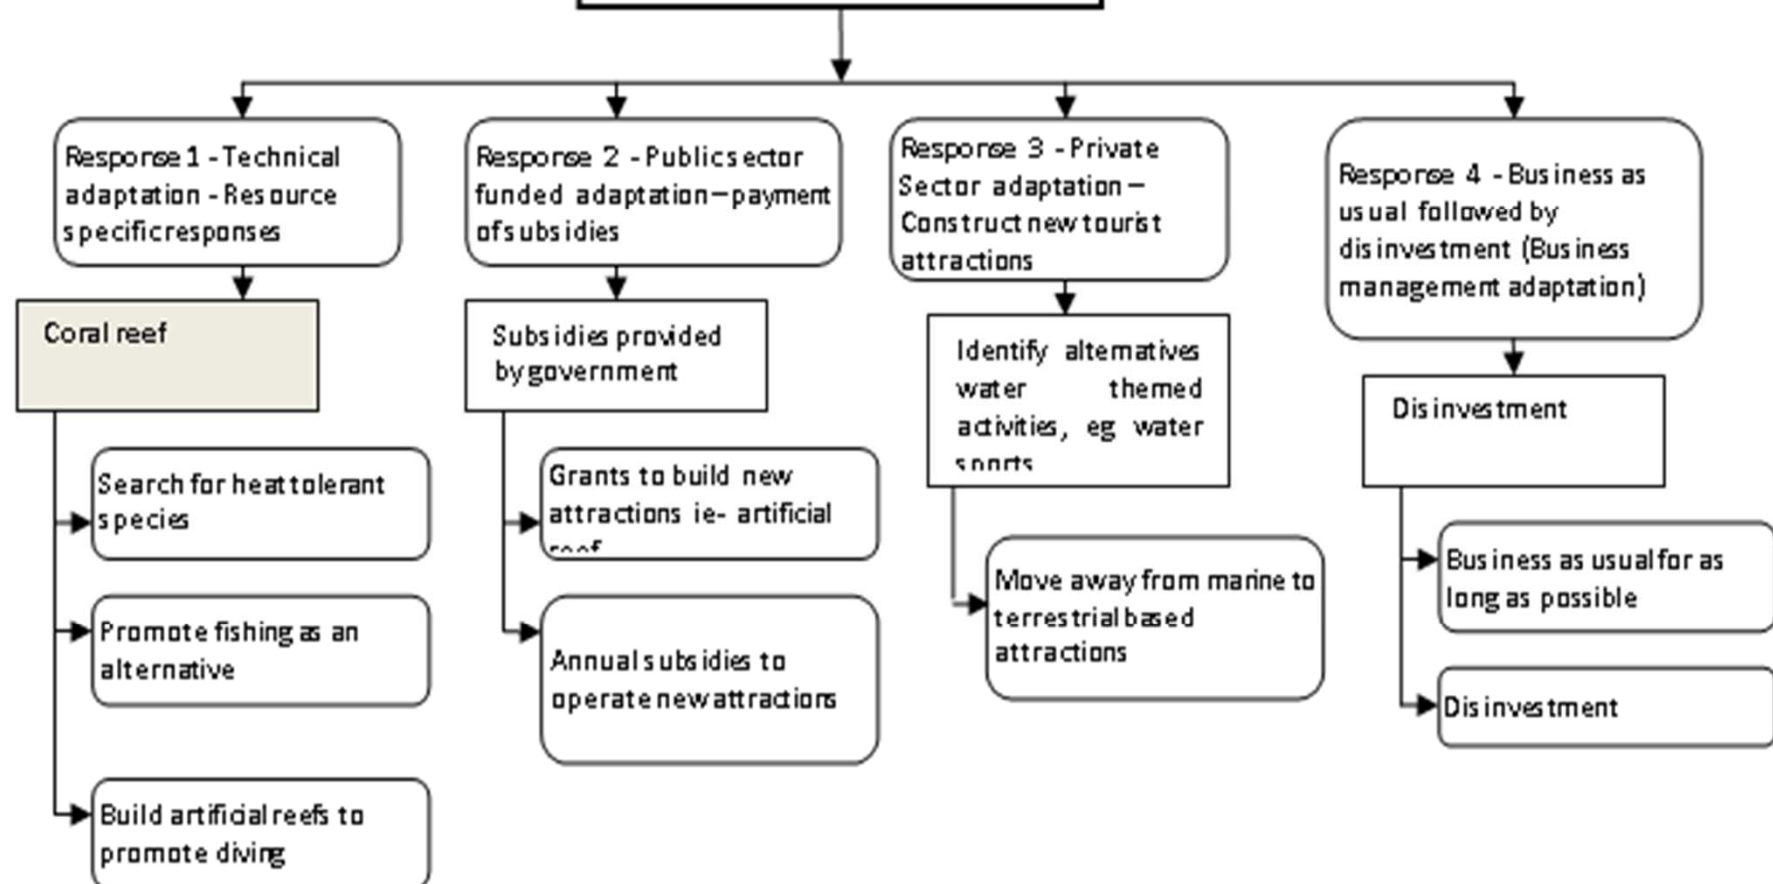 Response 1 - Technical
adaptation - Resource
specific responses
Response 2 - Public sector
funded adaptation – payment
of subsidies
Response 3 - Private
Sector adaptation –
Construct new tourist
attractions
Response 4 - Business as
usual followed by
disinvestment (Business
management adaptation)
Coral reef
Subsidies provided
by government
Identify alternatives
water themed
activities, eg water
sports
Disinvestment
Search for heat tolerant
species
Promote fishing as an
alternative
Build artificial reefs to
promote diving
Grants to build new
attractions ie- artificial
reef
Annual subsidies to
operate new attractions
Move away from marine to
terrestrial based
attractions
Business as usual for as
long as possible
Disinvestment